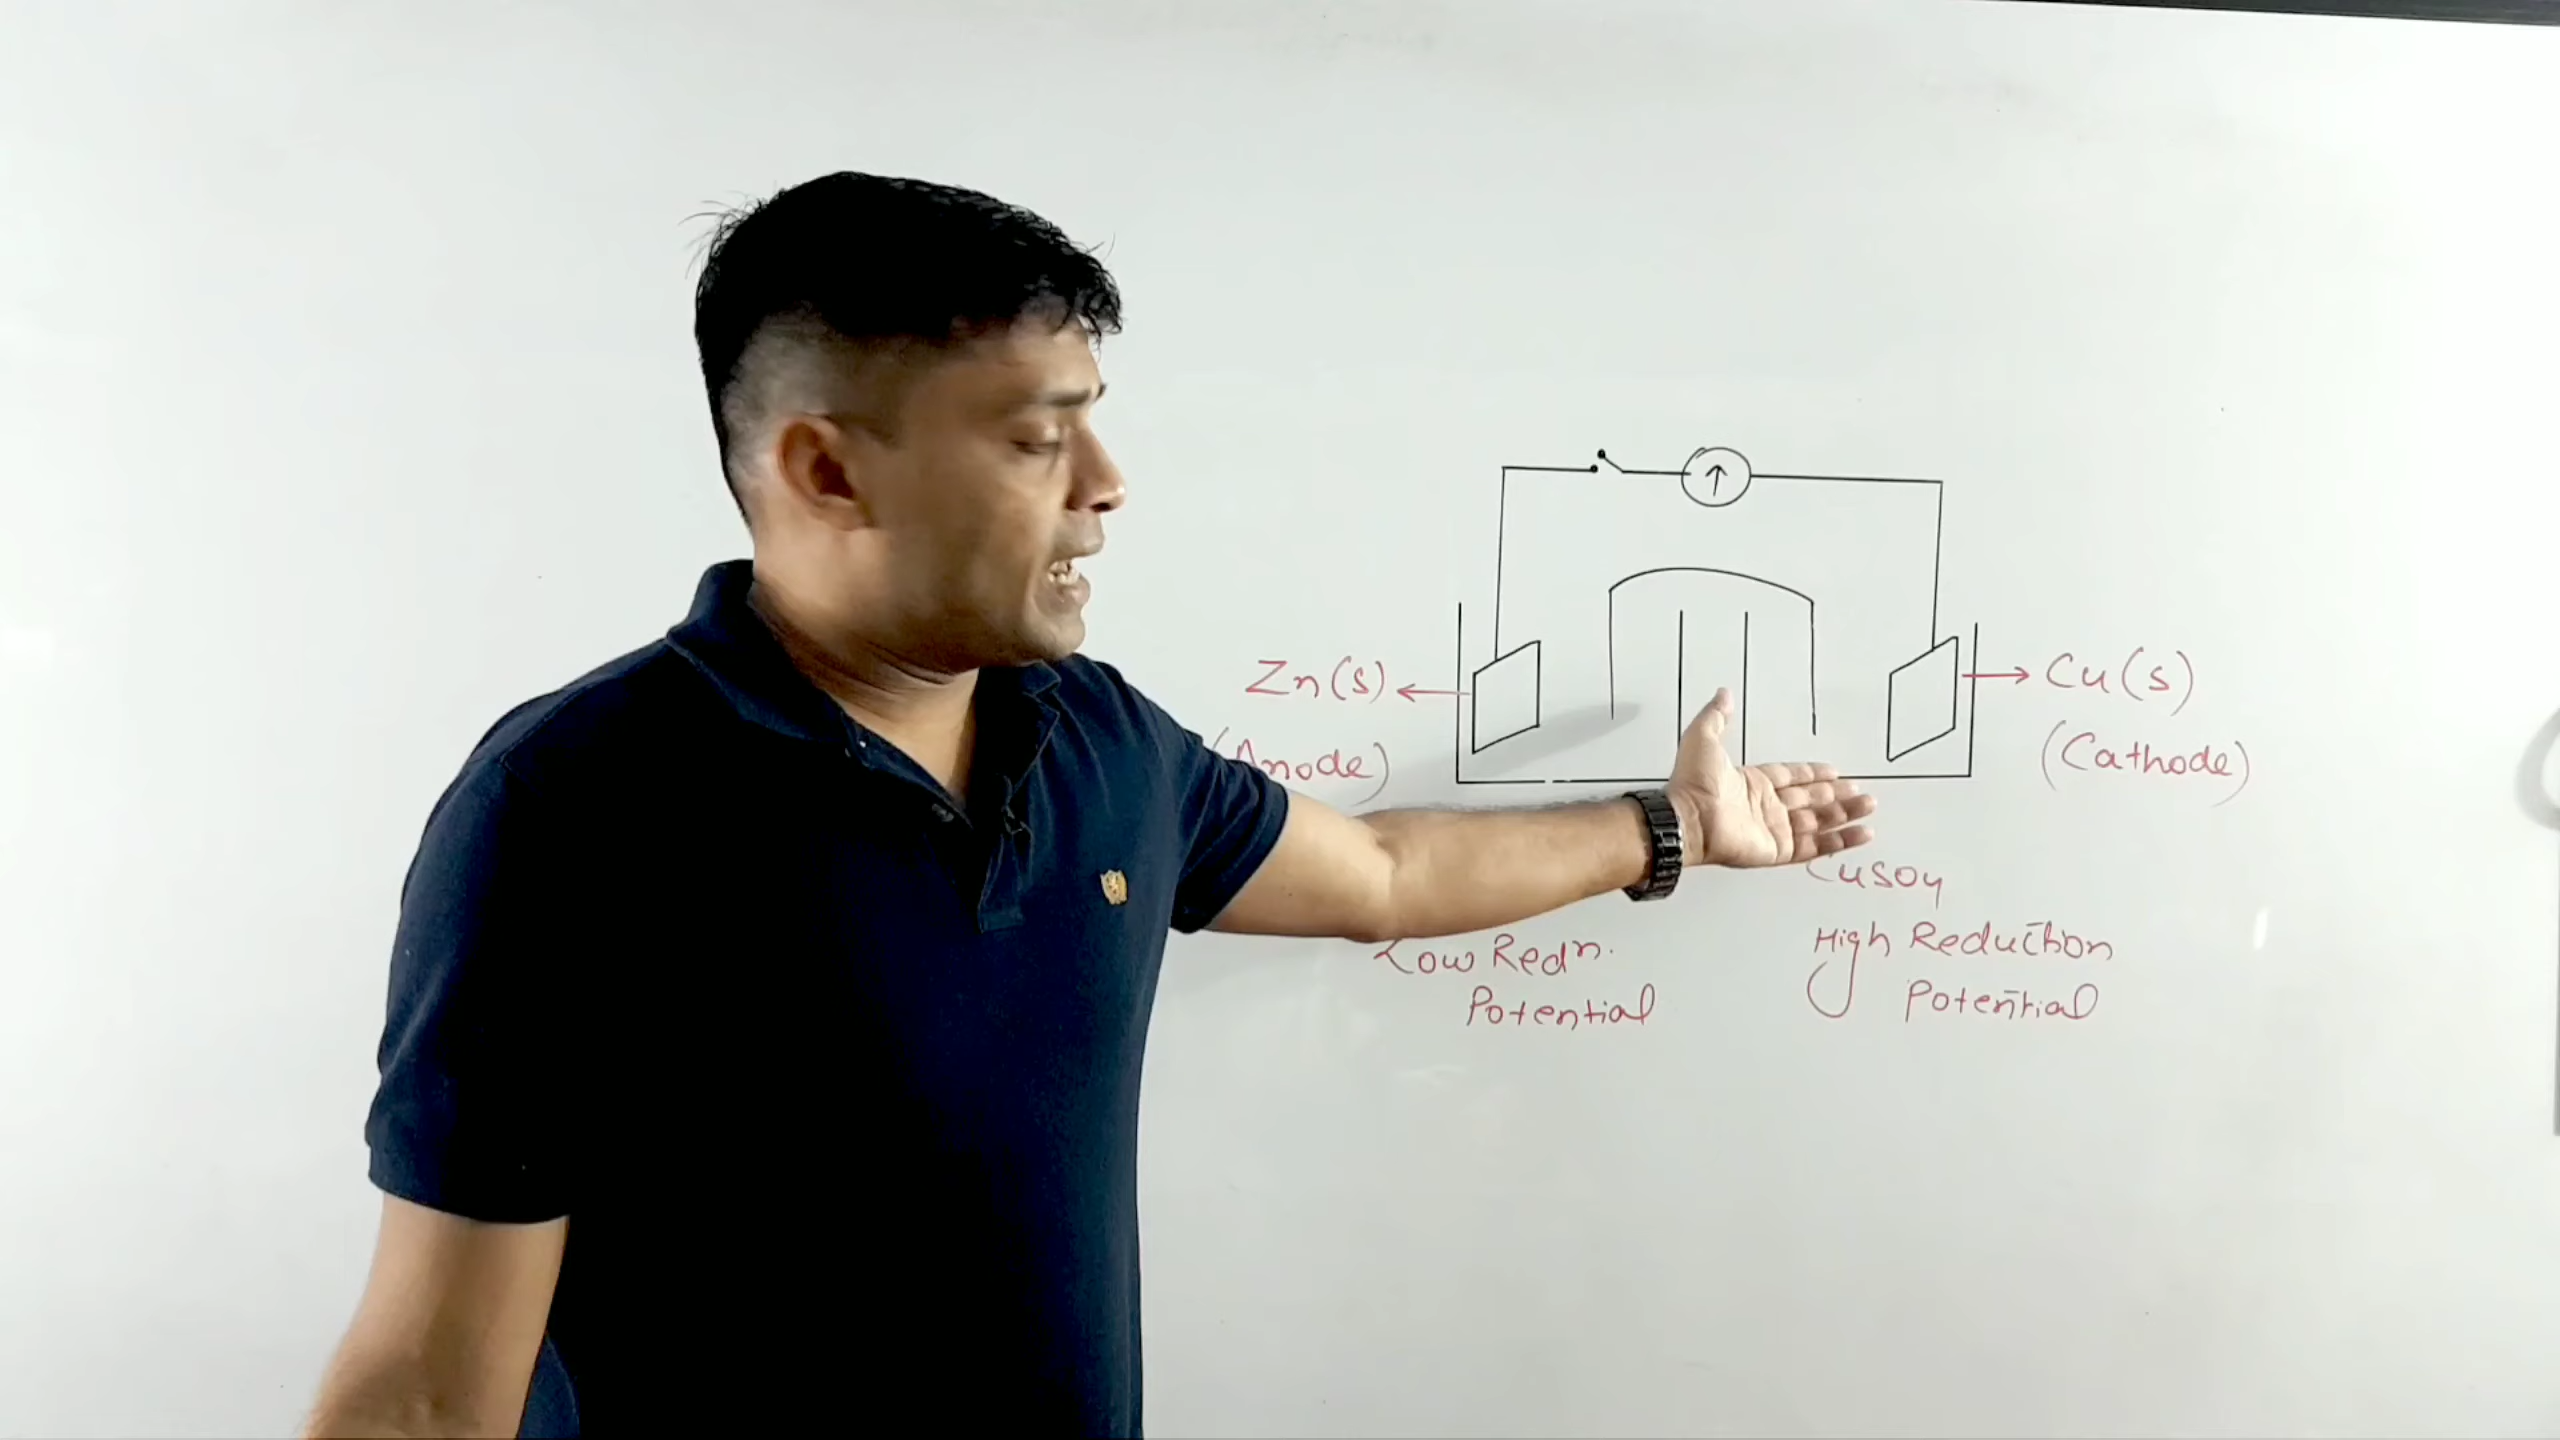 Zn(s)
(Anode)
Cu(s)
(Cathode)
CuSO4
Low Redn.
Potential
High Reduction
Potential